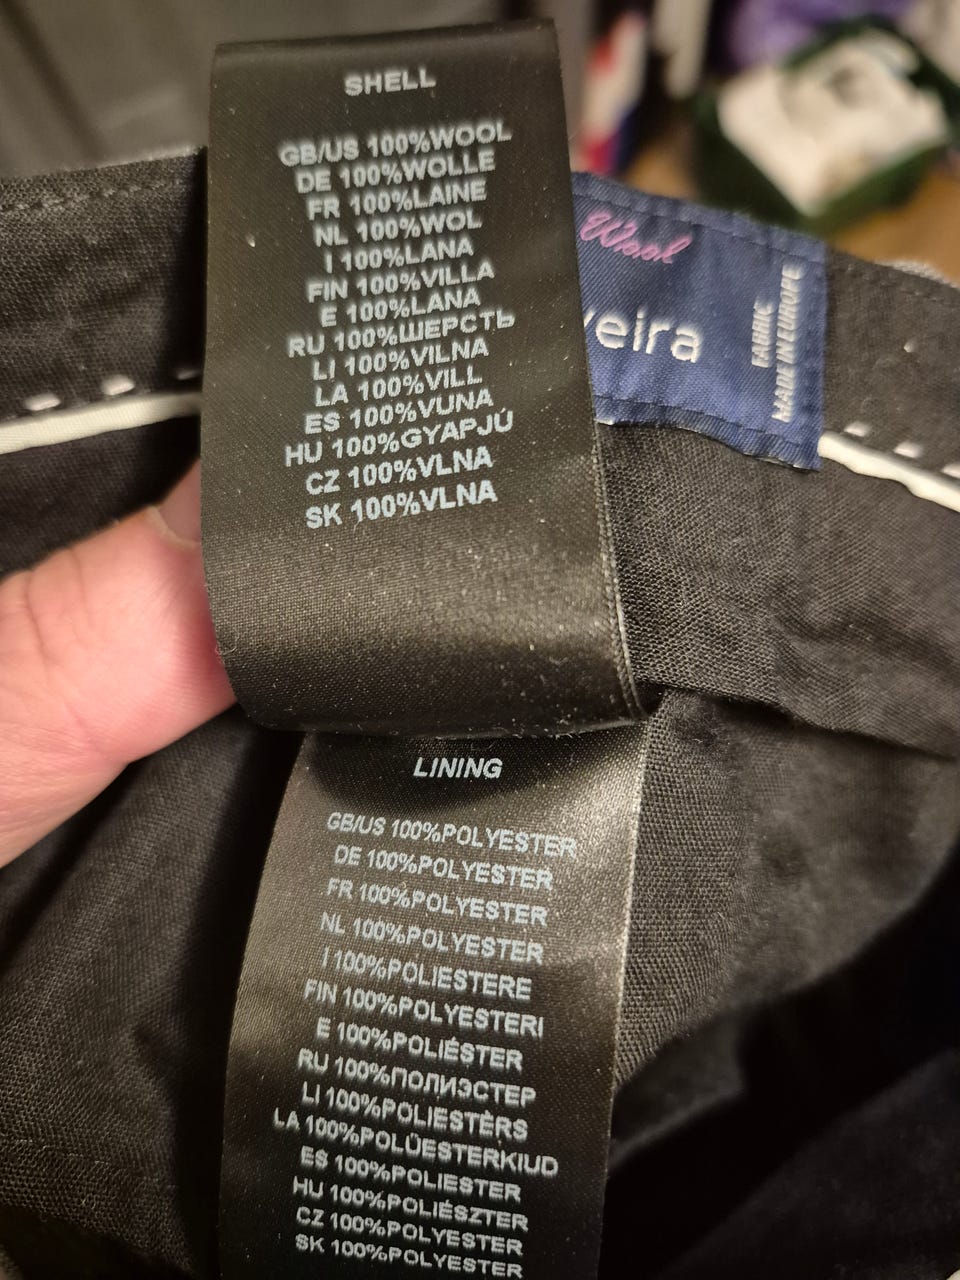 SHELL
GB/US 100%WOOL
DE 100%WOLLE
FR 100%LAINE
NL 100%WOL
I 100%LANA
FIN 100%VILLA
E 100%LANA
RU 100%ШЕРСТЬ
LI 100%VILNA
LA 100%VILL
ES 100%VUNA
HU 100%GYAPJÚ
CZ 100%VLNA
SK 100%VLNA
Wook
veira
FABRIC
MADE IN EUROPE
LINING
GB/US 100%POLYESTER
DE 100%POLYESTER
FR 100%POLYESTER
NL 100%POLYESTER
I 100%POLIESTERE
FIN 100%POLYESTERI
E 100%POLIÉSTER
RU 100%ПОЛИЭСТЕР
LI 100%POLIESTÈRS
LA 100%POLÜESTERKIUD
ES 100%POLIESTER
HU 100%POLIÉSZTER
CZ 100%POLYESTER
SK 100%POLYESTER